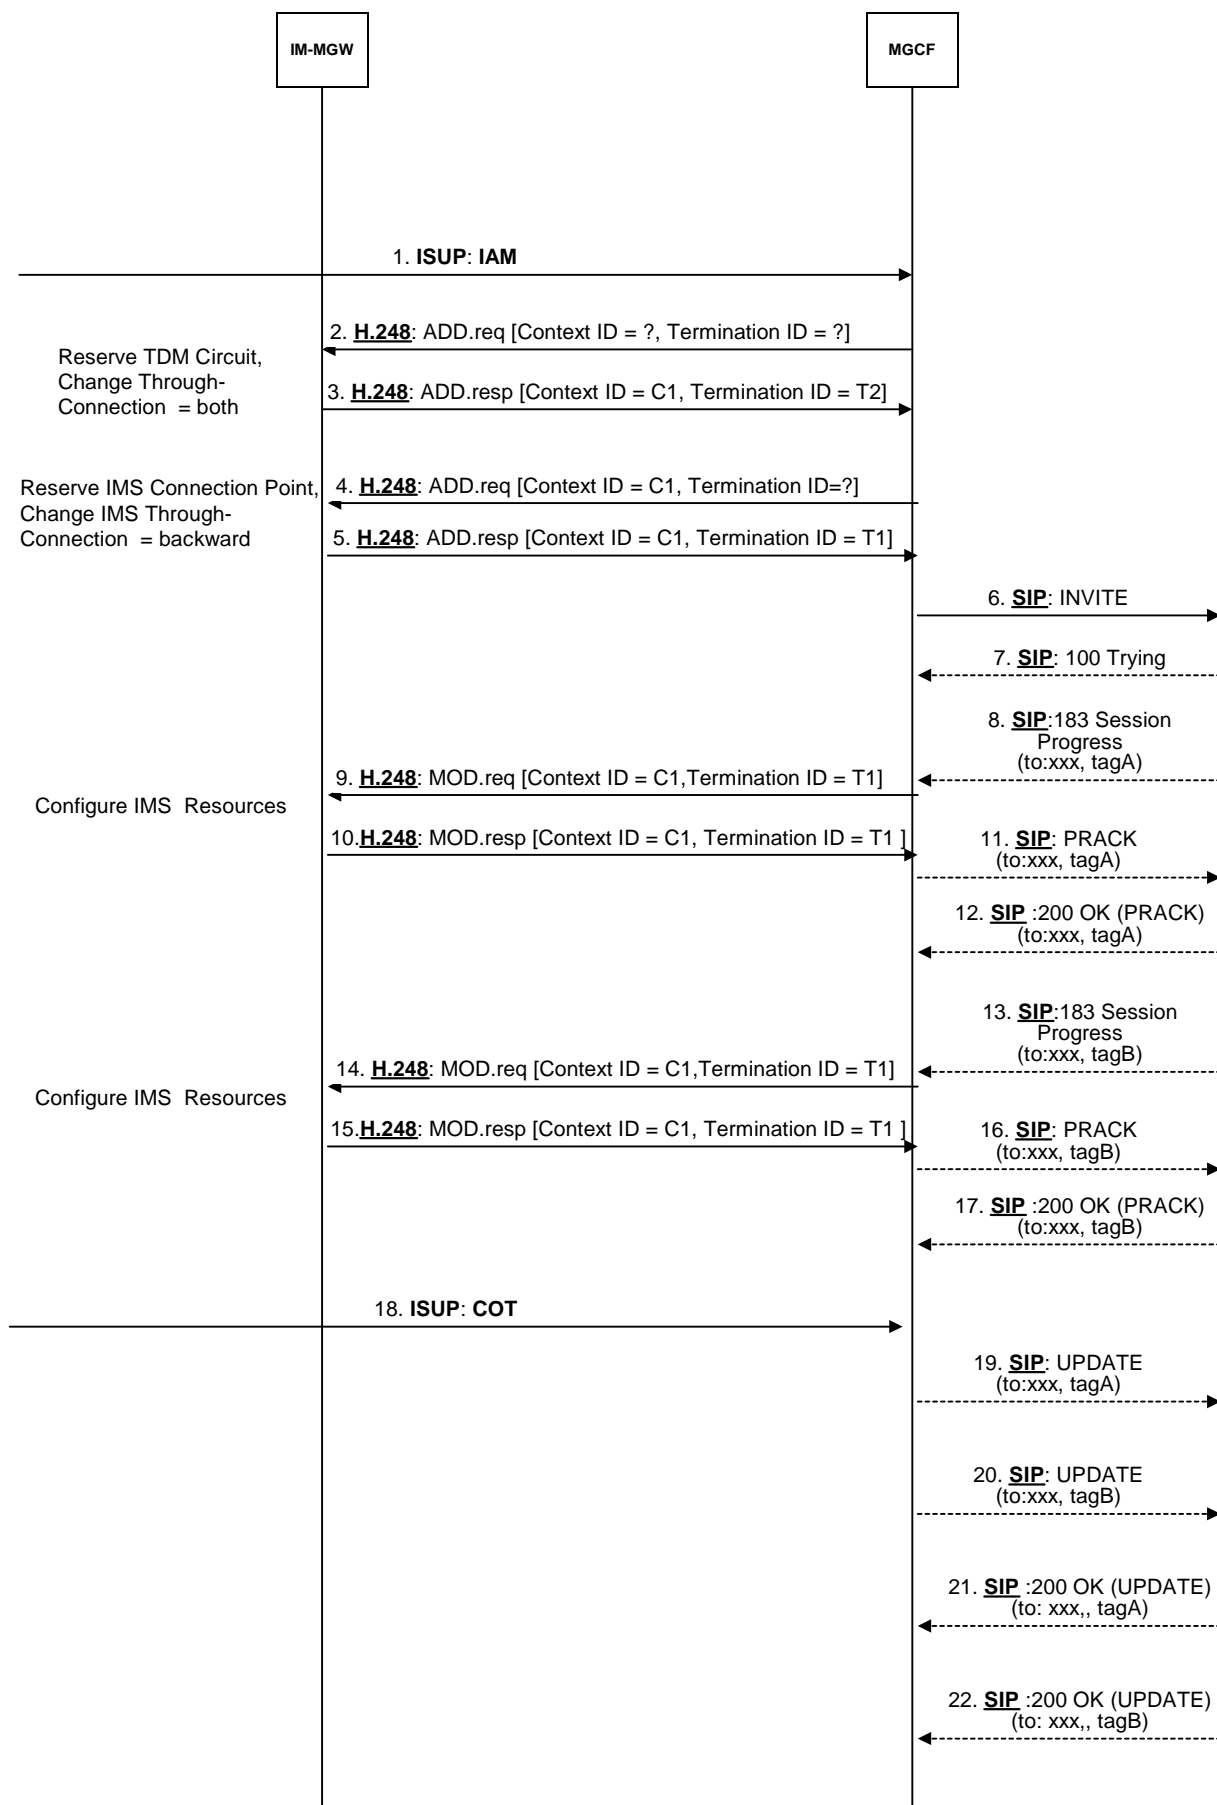 IM-MGW
MGCF
1. ISUP: IAM
2. H.248: ADD.req [Context ID = ?, Termination ID = ?]
Reserve TDM Circuit,
Change Through-
Connection = both
3. H.248: ADD.resp [Context ID = C1, Termination ID = T2]
Reserve IMS Connection Point,
Change IMS Through-
Connection = backward
4. H.248: ADD.req [Context ID = C1, Termination ID=?]
5. H.248: ADD.resp [Context ID = C1, Termination ID = T1]
6. SIP: INVITE
7. SIP: 100 Trying
8. SIP:183 Session
Progress
(to:xxx, tagA)
9. H.248: MOD.req [Context ID = C1,Termination ID = T1]
Configure IMS Resources
10.H.248: MOD.resp [Context ID = C1, Termination ID = T1 ]
11. SIP: PRACK
(to:xxx, tagA)
12. SIP :200 OK (PRACK)
(to:xxx, tagA)
13. SIP:183 Session
Progress
(to:xxx, tagB)
14. H.248: MOD.req [Context ID = C1,Termination ID = T1]
Configure IMS Resources
15.H.248: MOD.resp [Context ID = C1, Termination ID = T1 ]
16. SIP: PRACK
(to:xxx, tagB)
17. SIP :200 OK (PRACK)
(to:xxx, tagB)
18. ISUP: COT
19. SIP: UPDATE
(to:xxx, tagA)
20. SIP: UPDATE
(to:xxx, tagB)
21. SIP :200 OK (UPDATE)
(to: xxx,, tagA)
22. SIP :200 OK (UPDATE)
(to: xxx,, tagB)